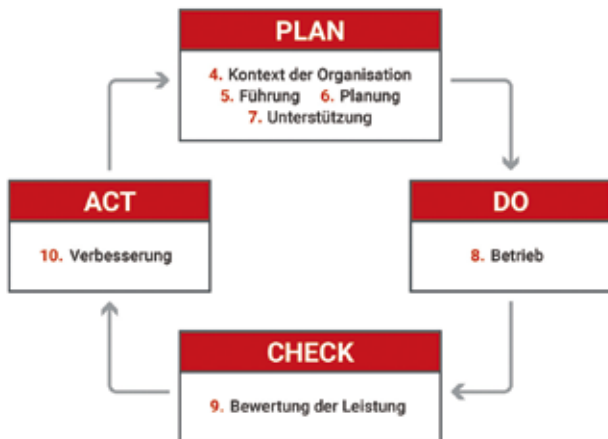 PLAN
4. Kontext der Organisation
5. Führung 6. Planung
7. Unterstützung
ACT
10. Verbesserung
DO
8. Betrieb
CHECK
9. Bewertung der Leistung